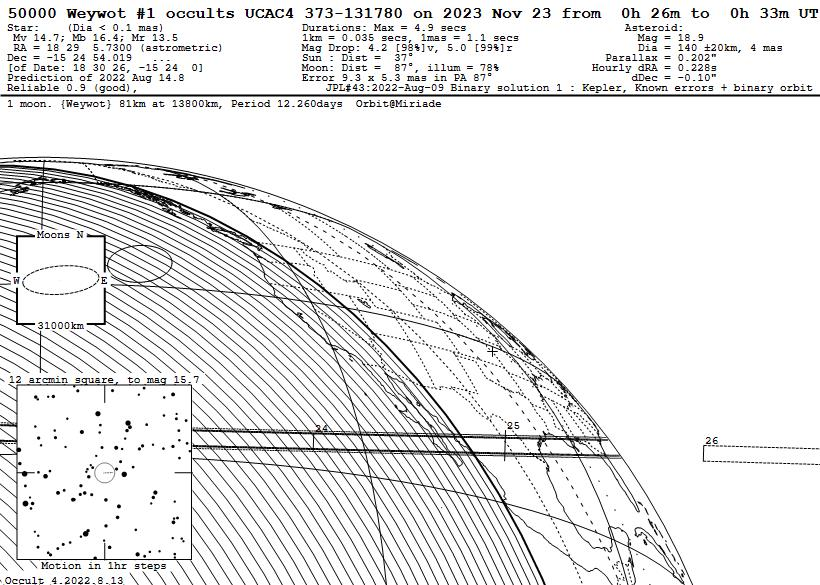 50000 Weywot #1 occults UCAC4 373-131780 on 2023 Nov 23 from 0h 26m to 0h 33m UT
Star: (Dia < 0.1 mas)
Mv 14.7; Mb 16.4; Mr 13.5
RA = 18 29 5.7300 (astrometric)
Dec = -15 24 54.019 ...
[of Date: 18 30 26, -15 24 0]
Prediction of 2022 Aug 14.8
Reliable 0.9 (good),
Durations: Max = 4.9 secs
1km = 0.035 secs, 1mas = 1.1 secs
Mag Drop: 4.2 [98%]v, 5.0 [99%]r
Sun : Dist = 37°
Moon: Dist = 87°, illum = 78%
Error 9.3 x 5.3 mas in PA 87°
Asteroid:
Mag = 18.9
Dia = 140 ±20km, 4 mas
Parallax = 0.202"
Hourly dRA = 0.228s
dDec = -0.10"
JPL#43:2022-Aug-09 Binary solution 1 : Kepler, Known errors + binary orbit
1 moon. {Weywot} 81km at 13800km, Period 12.260days Orbit@Miriade
Moons N
W E
31000km
12 arcmin square, to mag 15.7
24
25
26
Motion in 1hr steps
Occult 4.2022.8.13